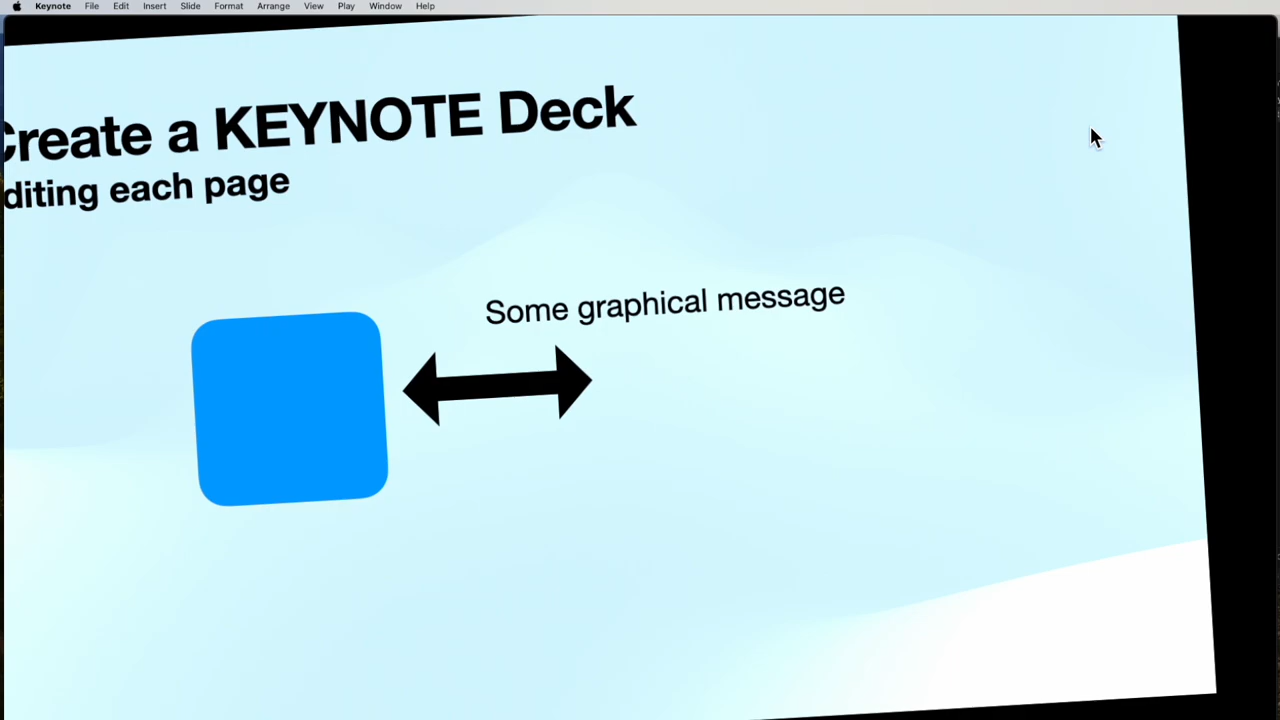 Keynote File Edit Insert Slide Format Arrange View Play Window Help
Create a KEYNOTE Deck
diting each page
Some graphical message